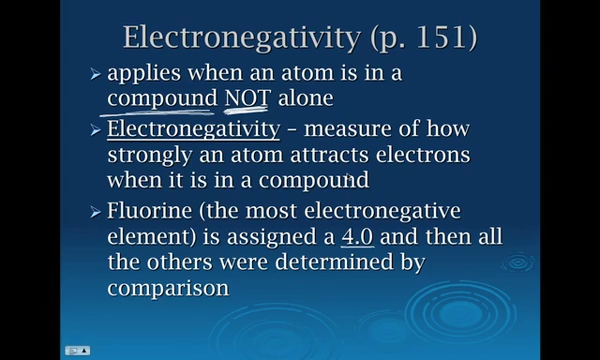 Electronegativity (p. 151)
applies when an atom is in a
compound NOT alone
Electronegativity – measure of how
strongly an atom attracts electrons
when it is in a compound
Fluorine (the most electronegative
element) is assigned a 4.0 and then all
the others were determined by
comparison